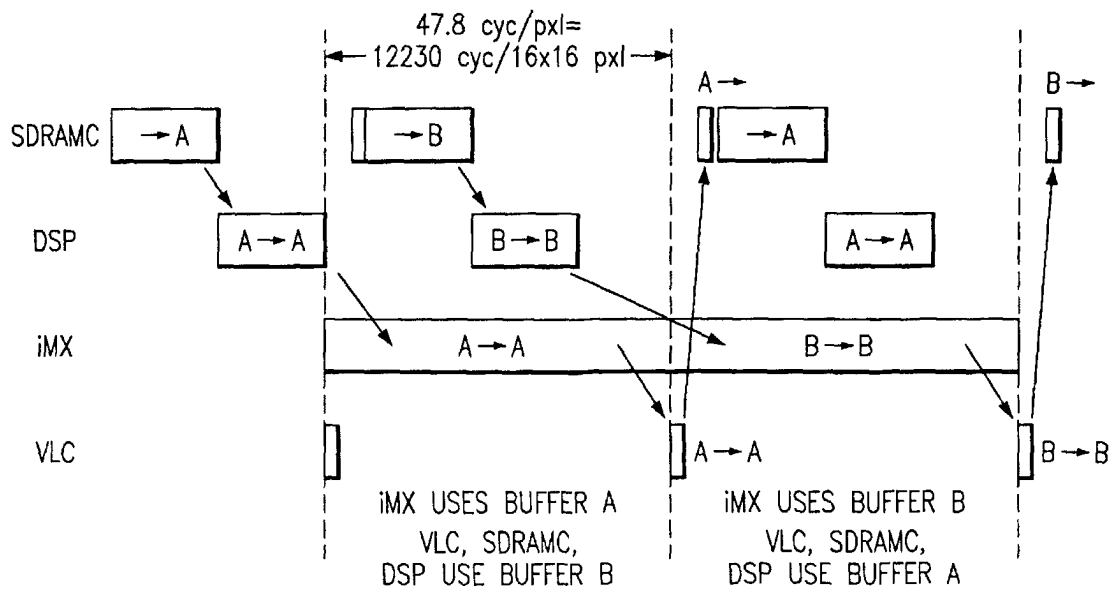 47.8 cyc/pxl=
12230 cyc/16x16 pxl
A → B →
SDRAMC → A → B → A
DSP A → A B → B A → A
iMX A → A B → B
VLC A → A B → B
iMX USES BUFFER A
VLC, SDRAMC,
DSP USE BUFFER B
iMX USES BUFFER B
VLC, SDRAMC,
DSP USE BUFFER A